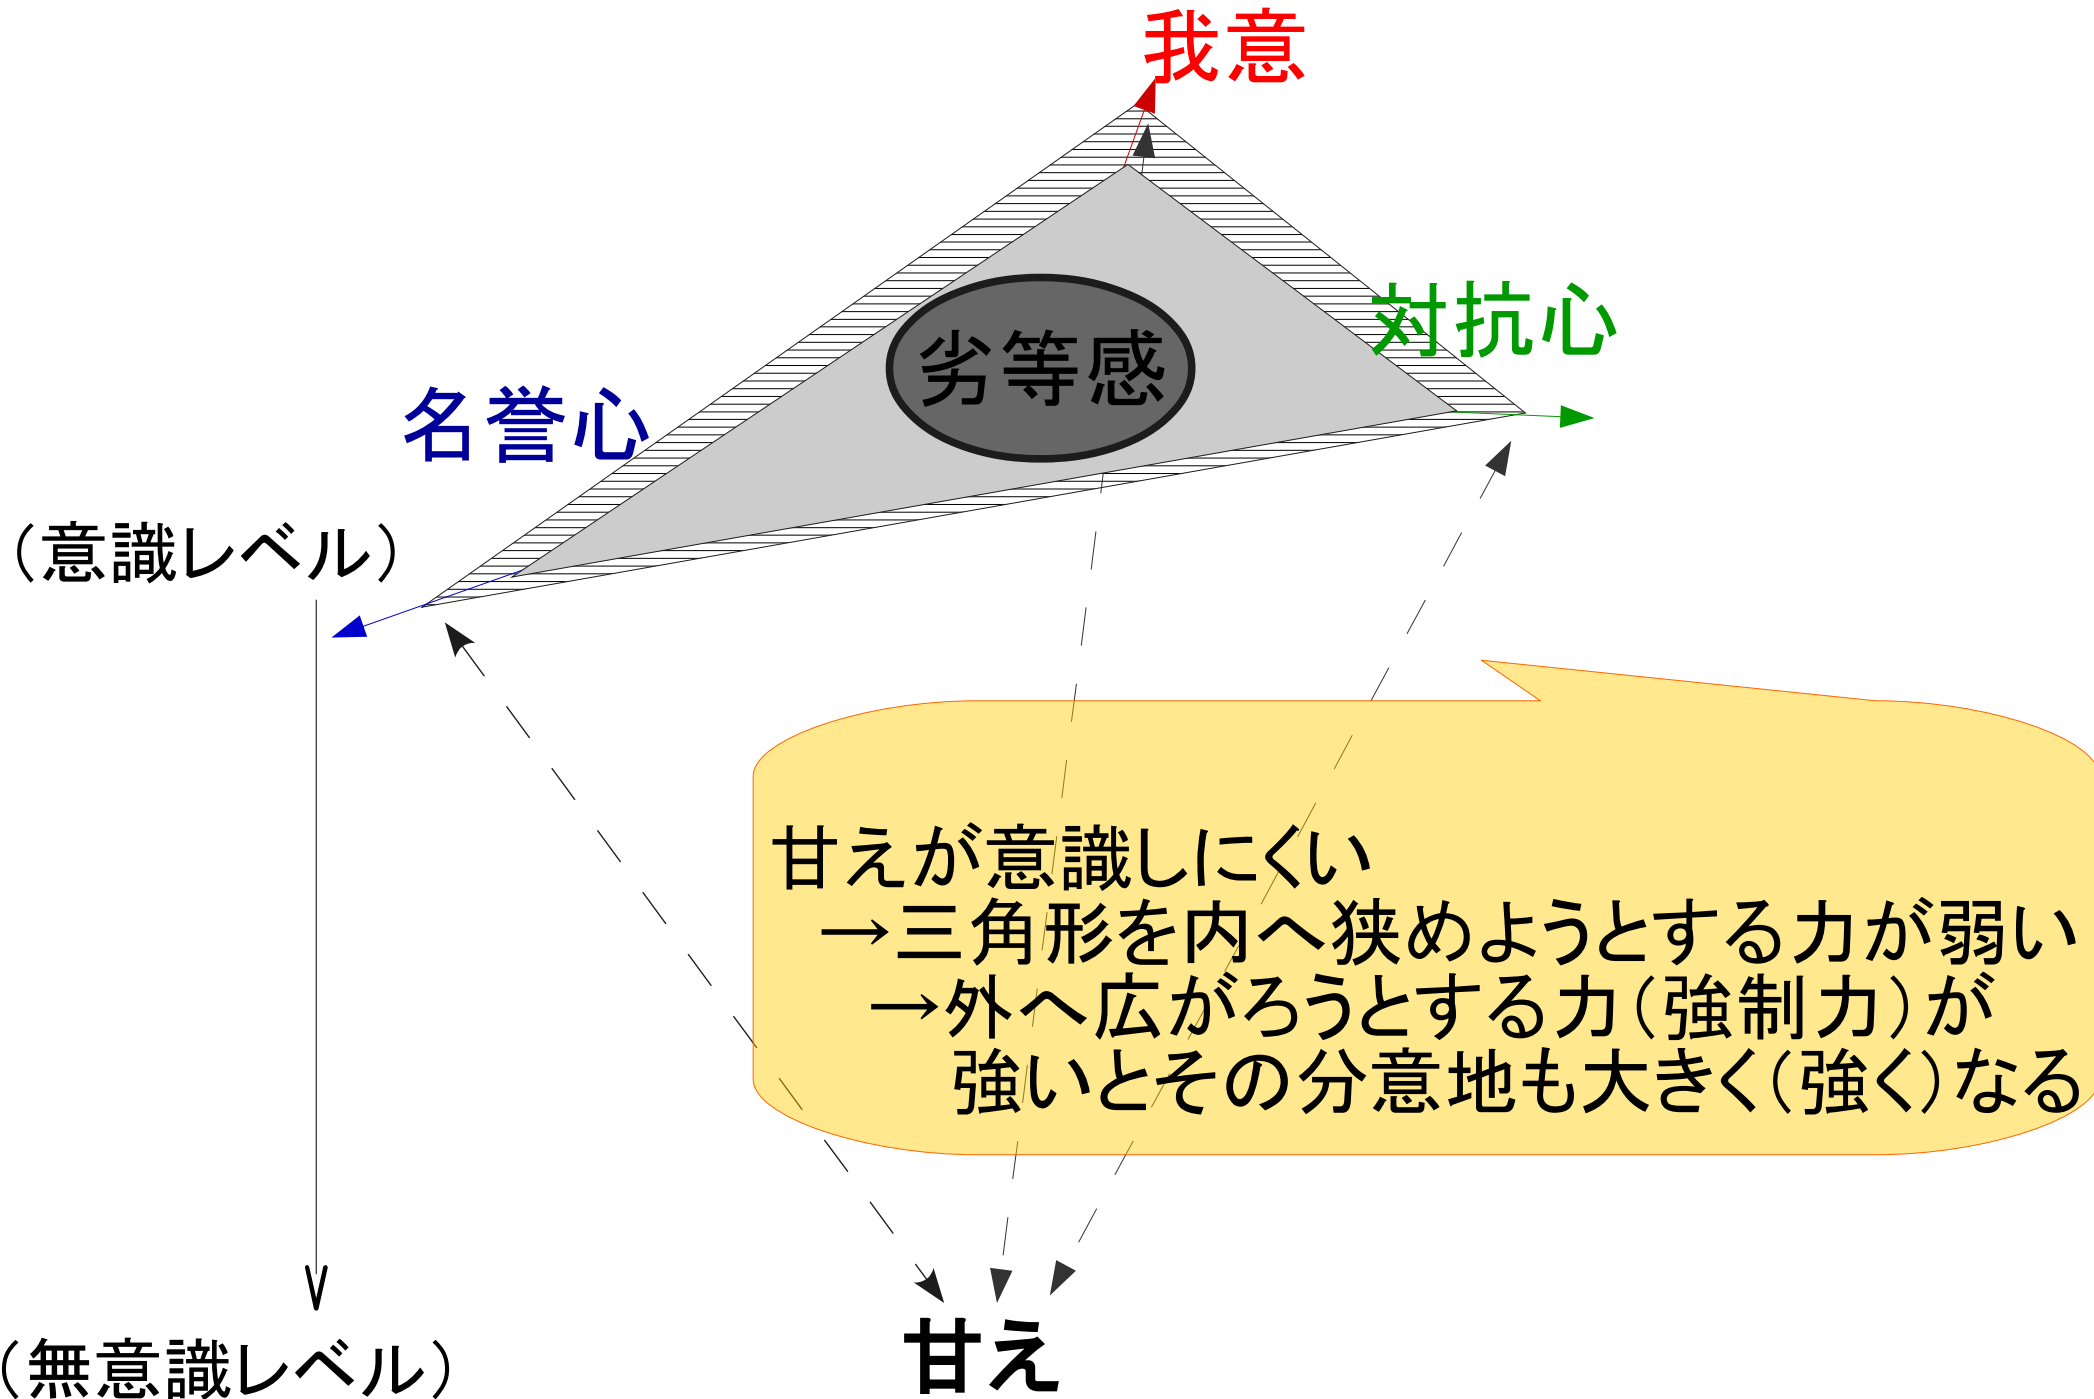 我意
対抗心
劣等感
名誉心
（意識レベル）
甘えが意識しにくい
→三角形を内へ狭めようとする力が弱い
→外へ広がろうとする力（強制力）が
強いとその分意地も大きく（強く）なる
甘え
（無意識レベル）